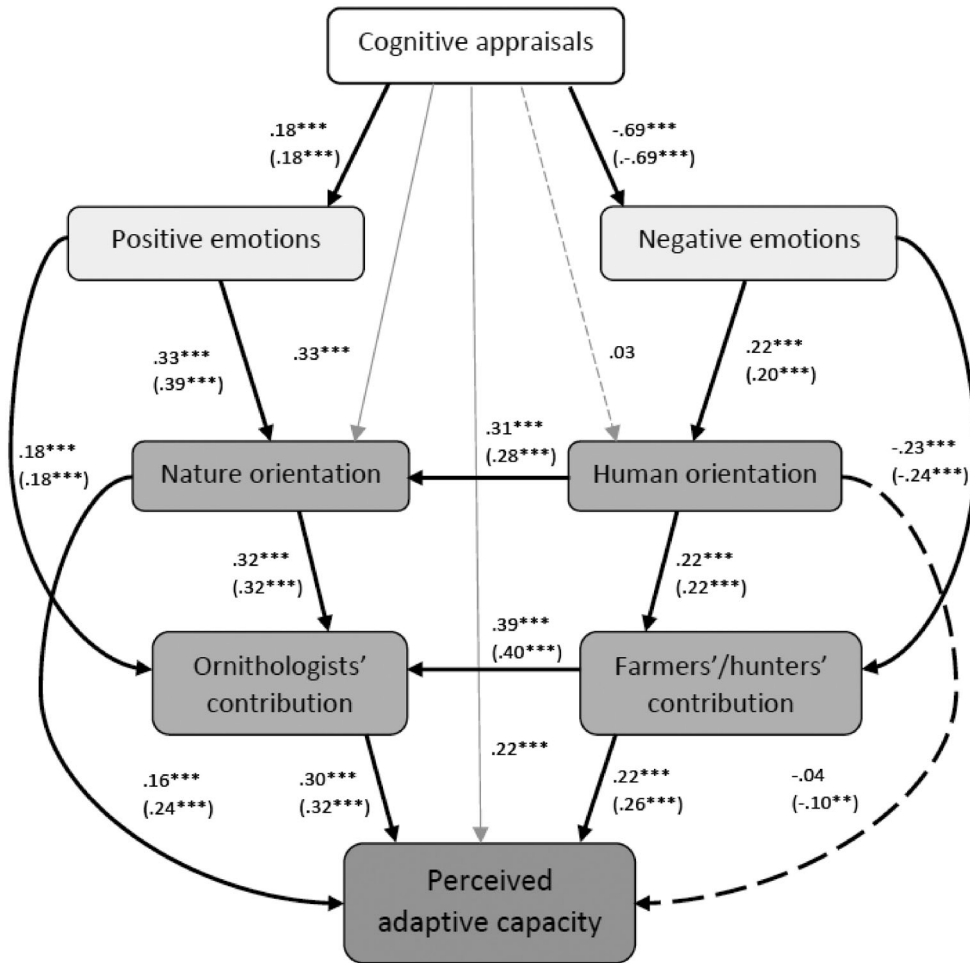 Cognitive appraisals
.18***
(.18***)
-.69***
(.-.69***)
Positive emotions
Negative emotions
.33***
(.39***)
.33***
.03
.22***
(.20***)
.18***
(.18***)
Nature orientation
.31***
(.28***)
Human orientation
-.23***
(-.24***)
.32***
(.32***)
.22***
(.22***)
Ornithologists’
contribution
.39***
(.40***)
Farmers’/hunters’
contribution
.16***
(.24***)
.30***
(.32***)
.22***
.22***
(.26***)
-.04
(-.10**)
Perceived
adaptive capacity